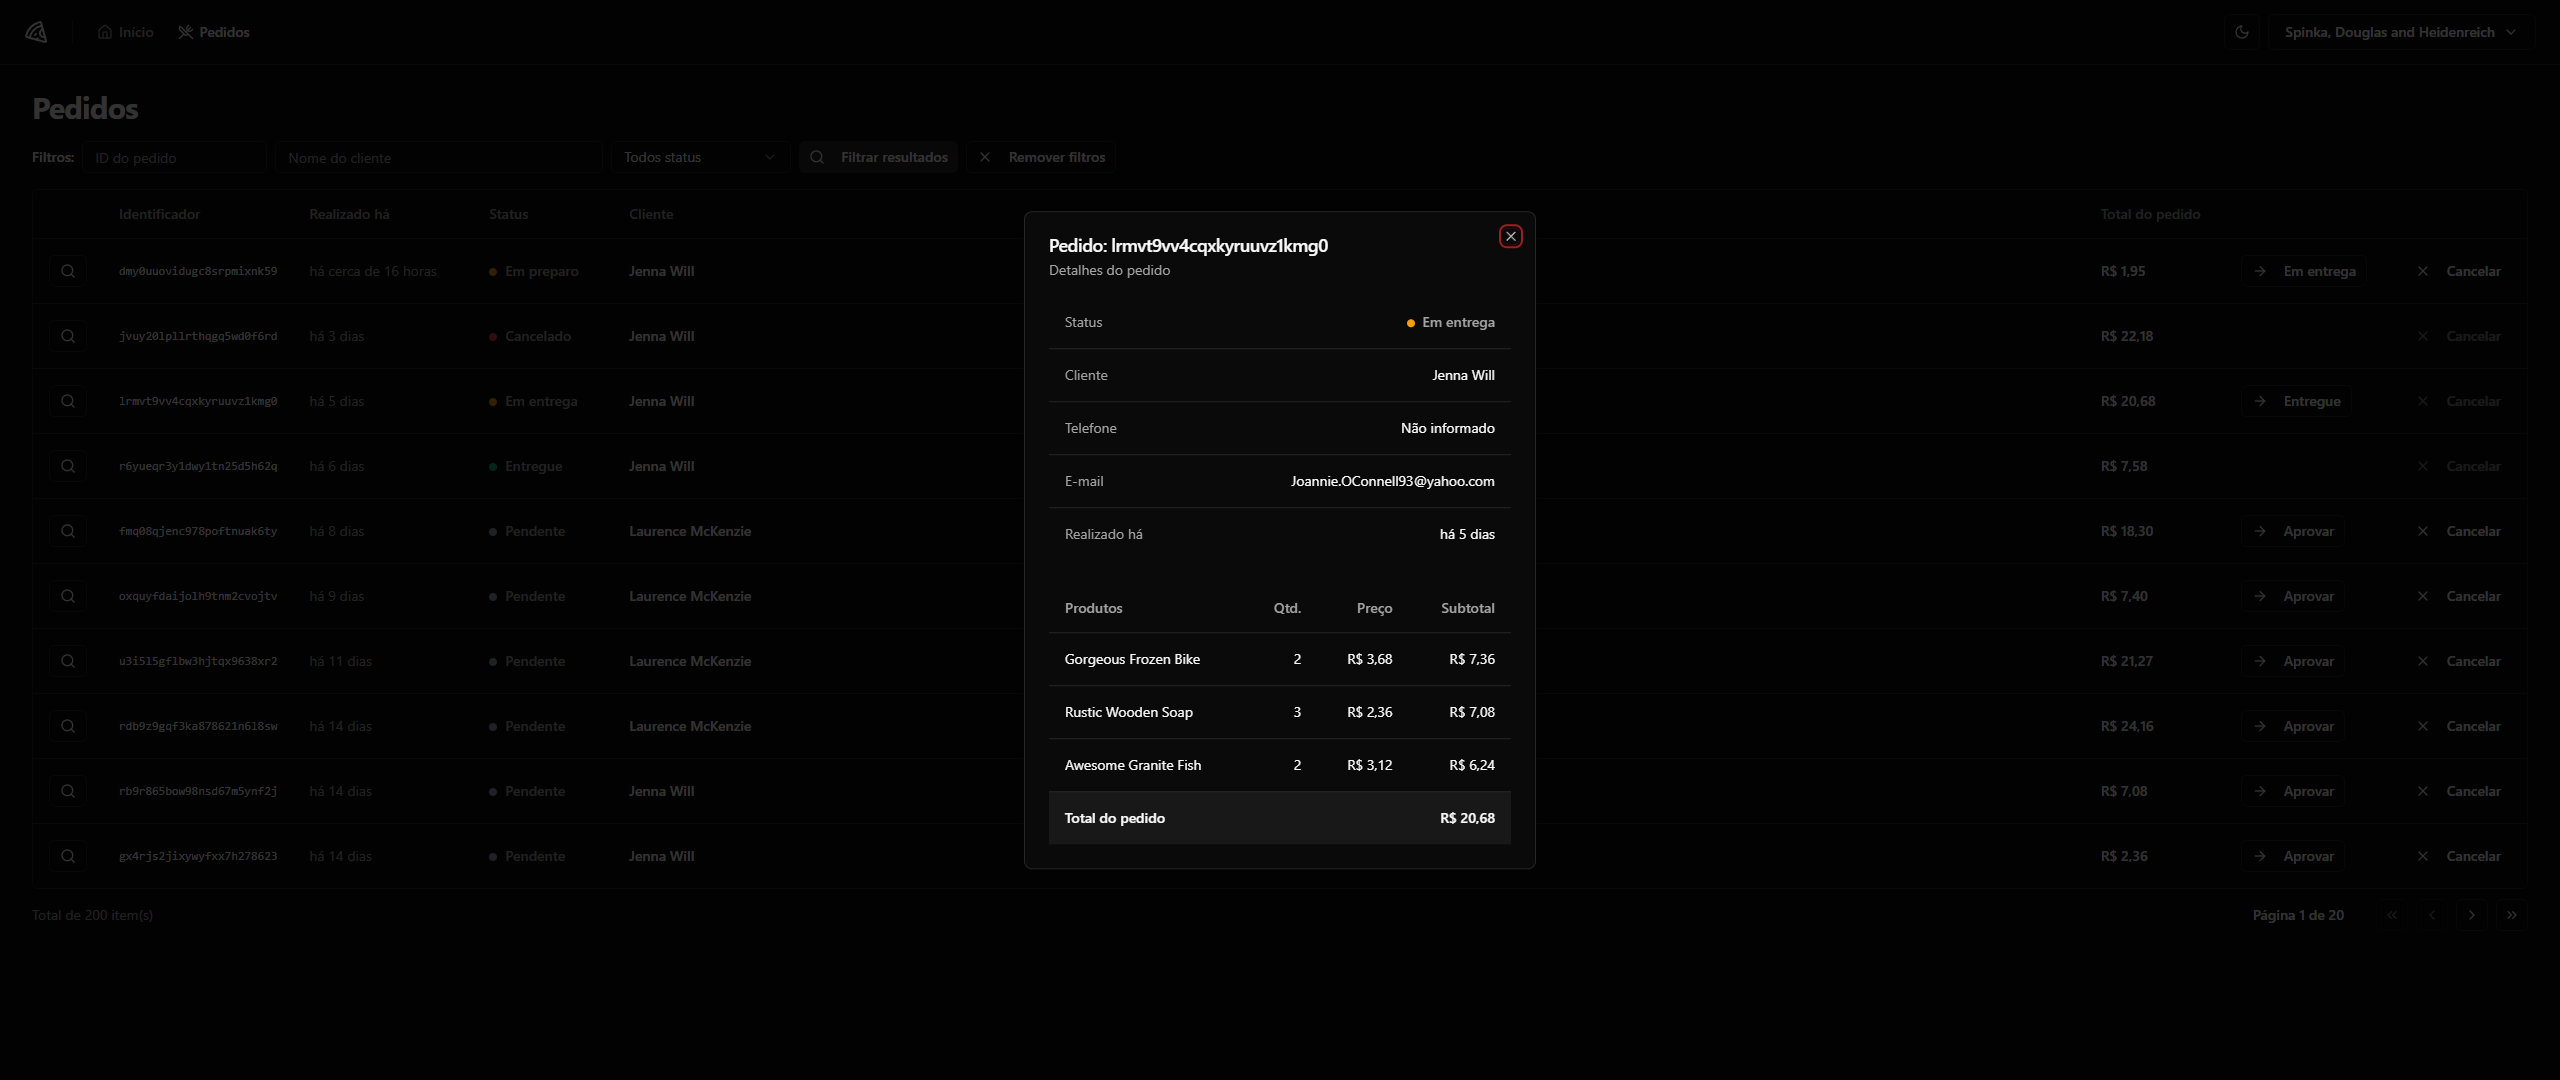 Início Pedidos Spinka, Douglas and Heidenreich
Pedidos
Filtros: ID do pedido Nome do cliente Todos status Filtrar resultados Remover filtros
Identificador Realizado há Status Cliente Total do pedido
dmy0uuovidugc8srpmixnk59 há cerca de 16 horas Em preparo Jenna Will R$ 1,95 Em entrega Cancelar
jvuy20lpllrthqgq5wd0f6rd há 3 dias Cancelado Jenna Will R$ 22,18 Cancelar
lrmvt9vv4cqxkyruuvz1kmg0 há 5 dias Em entrega Jenna Will R$ 20,68 Entregue Cancelar
r6yueqr3y1dwy1tn25d5h62q há 6 dias Entregue Jenna Will R$ 7,58 Cancelar
fmq08qjenc978poftnuak6ty há 8 dias Pendente Laurence McKenzie R$ 18,30 Aprovar Cancelar
oxquyfdaijolh9tnm2cvojtv há 9 dias Pendente Laurence McKenzie R$ 7,40 Aprovar Cancelar
u3i515gflbw3hjtqx9638xr2 há 11 dias Pendente Laurence McKenzie R$ 21,27 Aprovar Cancelar
rdb9z9gqf3ka878621n6l8sw há 14 dias Pendente Laurence McKenzie R$ 24,16 Aprovar Cancelar
rb9r865bow98nsd67m5ynf2j há 14 dias Pendente Jenna Will R$ 7,08 Aprovar Cancelar
gx4rjs2jixywyfxx7h278623 há 14 dias Pendente Jenna Will R$ 2,36 Aprovar Cancelar
Total de 200 item(s) Página 1 de 20
Pedido: lrmvt9vv4cqxkyruuvz1kmg0
Detalhes do pedido
Status Em entrega
Cliente Jenna Will
Telefone Não informado
E-mail Joannie.OConnell93@yahoo.com
Realizado há há 5 dias
Produtos Qtd. Preço Subtotal
Gorgeous Frozen Bike 2 R$ 3,68 R$ 7,36
Rustic Wooden Soap 3 R$ 2,36 R$ 7,08
Awesome Granite Fish 2 R$ 3,12 R$ 6,24
Total do pedido R$ 20,68